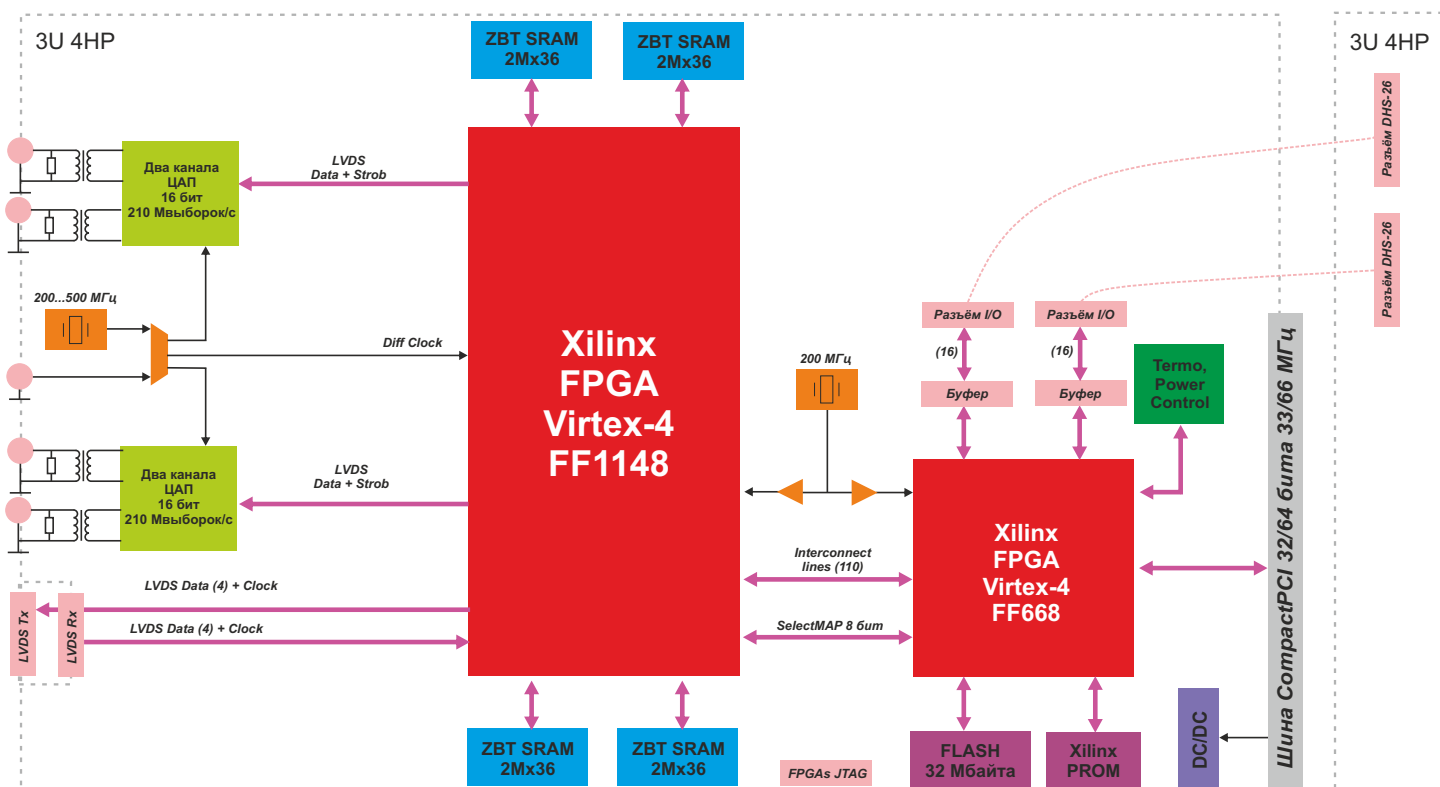 3U 4HP
ZBT SRAM
2Mx36
ZBT SRAM
2Mx36
3U 4HP
Разъём DHS-26
Два канала
ЦАП
16 бит
210 Мвыборок/с
LVDS
Data + Strob
Разъём DHS-26
200...500 МГц
Diff Clock
Xilinx
FPGA
Virtex-4
FF1148
Разъём I/O
Разъём I/O
(16)
(16)
200 МГц
Буфер
Буфер
Termo,
Power
Control
Шина CompactPCI 32/64 бита 33/66 МГц
Два канала
ЦАП
16 бит
210 Мвыборок/с
LVDS
Data + Strob
Xilinx
FPGA
Virtex-4
FF668
Interconnect
lines (110)
LVDS Tx
LVDS Rx
LVDS Data (4) + Clock
LVDS Data (4) + Clock
SelectMAP 8 бит
ZBT SRAM
2Mx36
ZBT SRAM
2Mx36
FPGAs JTAG
FLASH
32 Мбайта
Xilinx
PROM
DC/DC